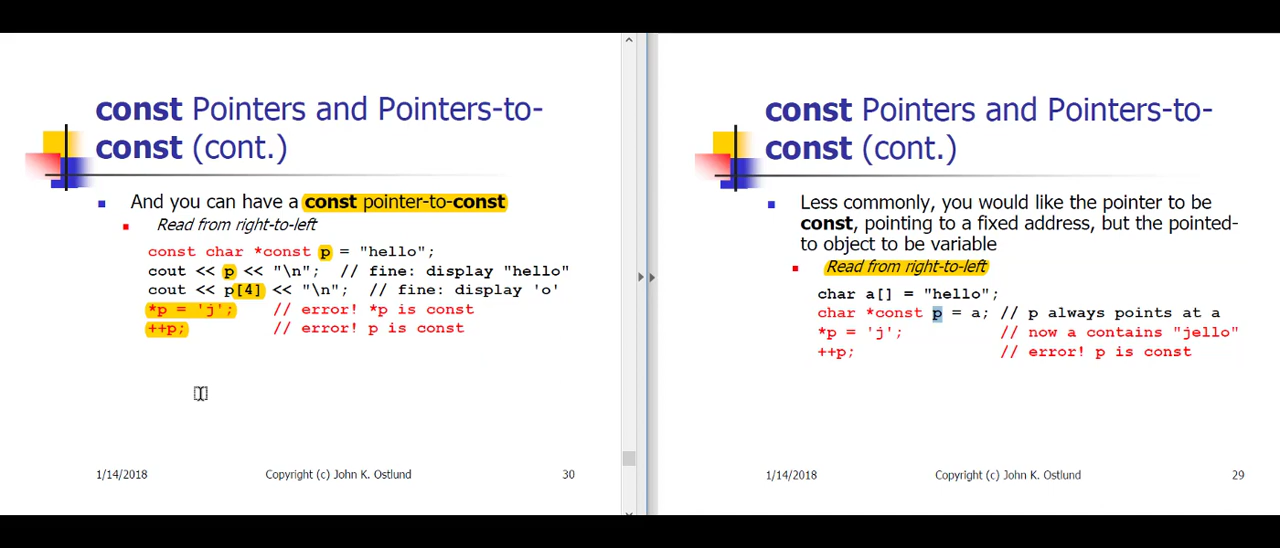 const Pointers and Pointers-to-
const (cont.)
And you can have a const pointer-to-const
Read from right-to-left
const char *const p = "hello";
cout << p << "\n"; // fine: display "hello"
cout << p[4] << "\n"; // fine: display 'o'
*p = 'j'; // error! *p is const
++p; // error! p is const
1/14/2018 Copyright (c) John K. Ostlund 30
const Pointers and Pointers-to-
const (cont.)
Less commonly, you would like the pointer to be
const, pointing to a fixed address, but the pointed-
to object to be variable
Read from right-to-left
char a[] = "hello";
char *const p = a; // p always points at a
*p = 'j'; // now a contains "jello"
++p; // error! p is const
1/14/2018 Copyright (c) John K. Ostlund 29